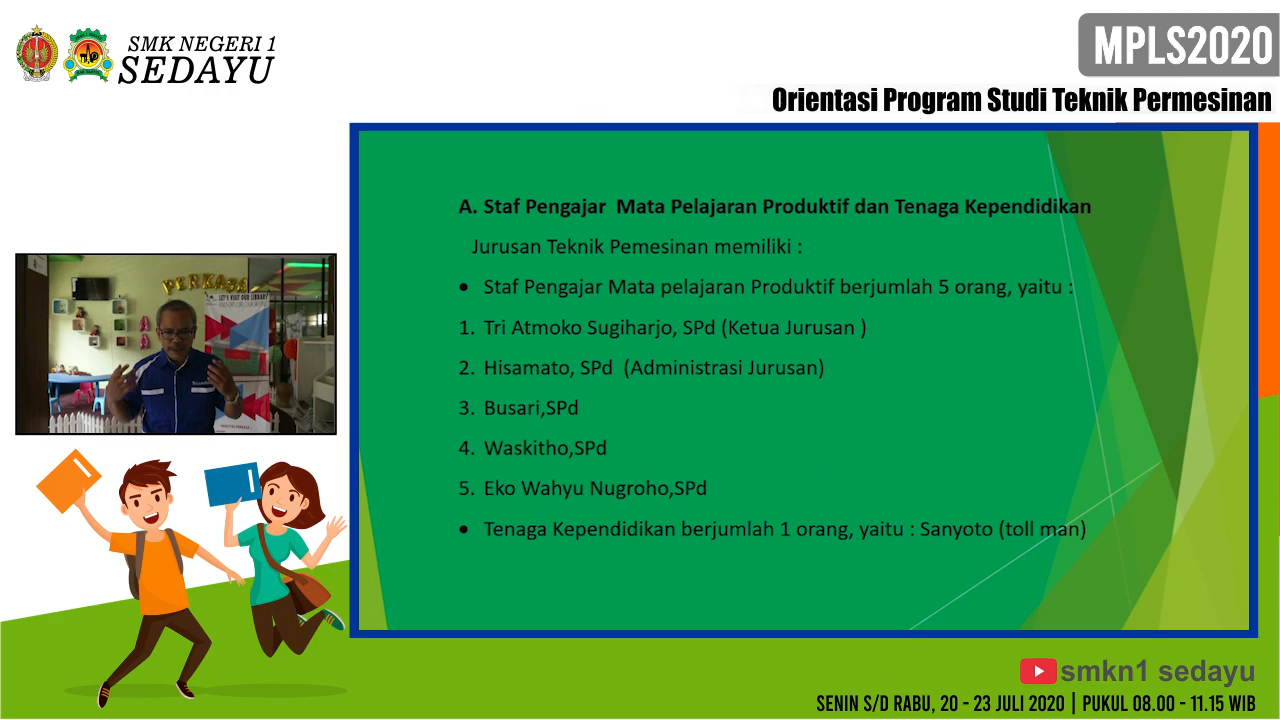 SMK NEGERI 1
SEDAYU
MPLS2020
Orientasi Program Studi Teknik Permesinan
A. Staf Pengajar  Mata Pelajaran Produktif dan Tenaga Kependidikan
Jurusan Teknik Pemesinan memiliki :
• Staf Pengajar Mata pelajaran Produktif berjumlah 5 orang, yaitu :
1. Tri Atmoko Sugiharjo, SPd (Ketua Jurusan )
2. Hisamato, SPd  (Administrasi Jurusan)
3. Busari,SPd
4. Waskitho,SPd
5. Eko Wahyu Nugroho,SPd
• Tenaga Kependidikan berjumlah 1 orang, yaitu : Sanyoto (toll man)
LET'S VISIT OUR LIBRARY
smkn1 sedayu
SENIN S/D RABU, 20 - 23 JULI 2020 | PUKUL 08.00 - 11.15 WIB